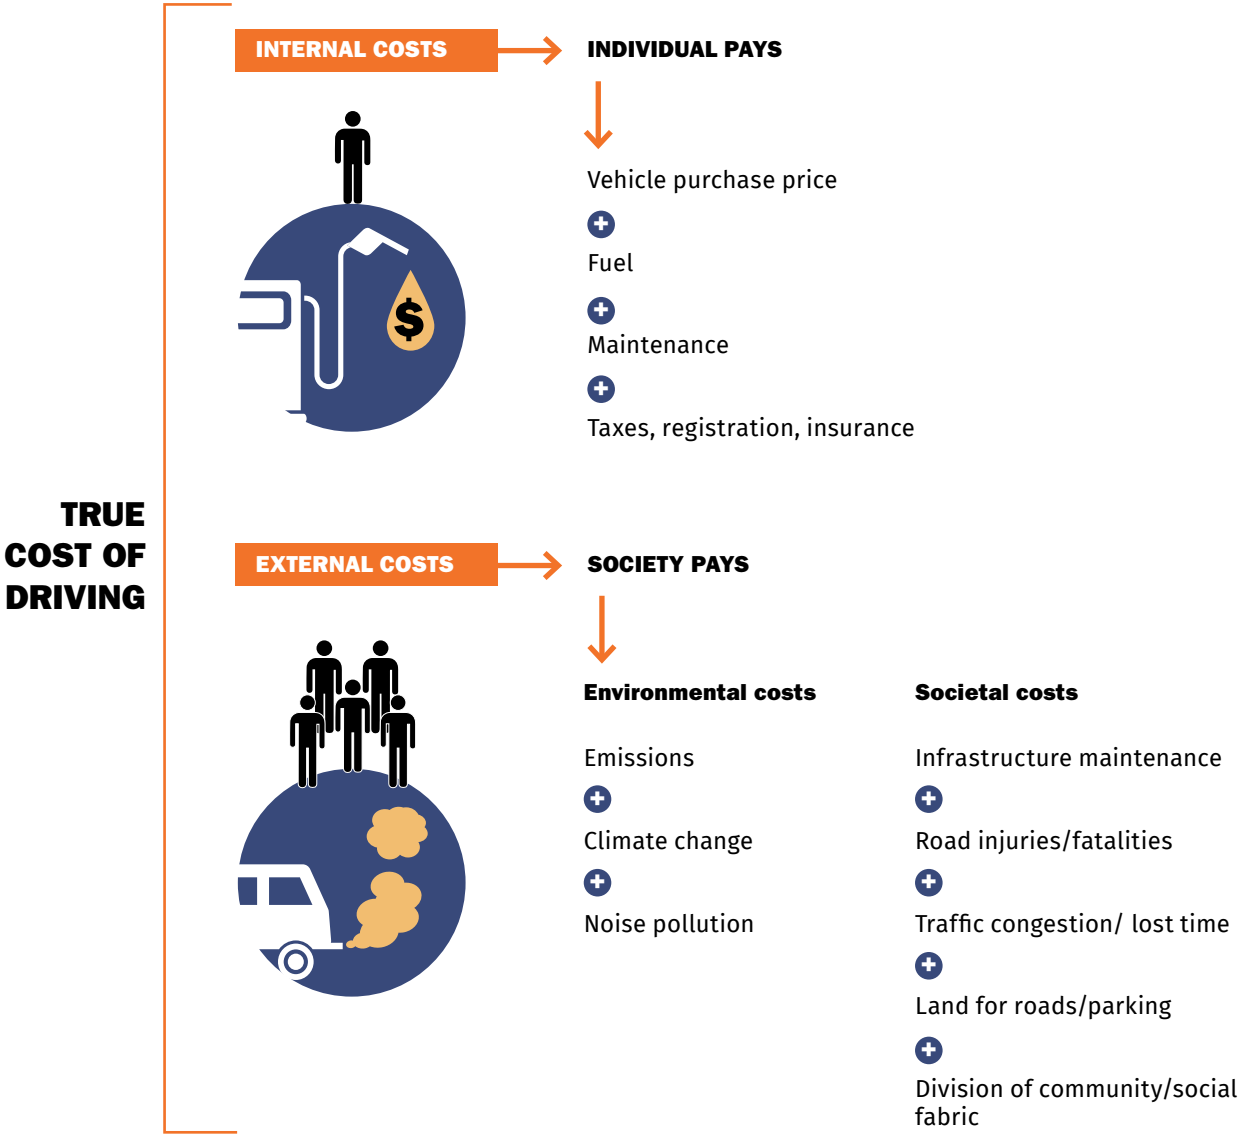 TRUE
COST OF
DRIVING
INTERNAL COSTS
INDIVIDUAL PAYS
Vehicle purchase price
+
Fuel
+
Maintenance
+
Taxes, registration, insurance
$
EXTERNAL COSTS
SOCIETY PAYS
Environmental costs
Emissions
+
Climate change
+
Noise pollution
Societal costs
Infrastructure maintenance
+
Road injuries/fatalities
+
Traffic congestion/ lost time
+
Land for roads/parking
+
Division of community/social
fabric